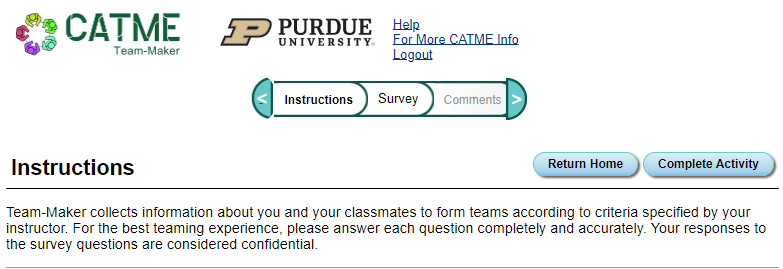 CATME
Team-Maker
PURDUE
UNIVERSITY®
Help
For More CATME Info
Logout
< Instructions Survey Comments >
Instructions
Return Home
Complete Activity
Team-Maker collects information about you and your classmates to form teams according to criteria specified by your
instructor. For the best teaming experience, please answer each question completely and accurately. Your responses to
the survey questions are considered confidential.